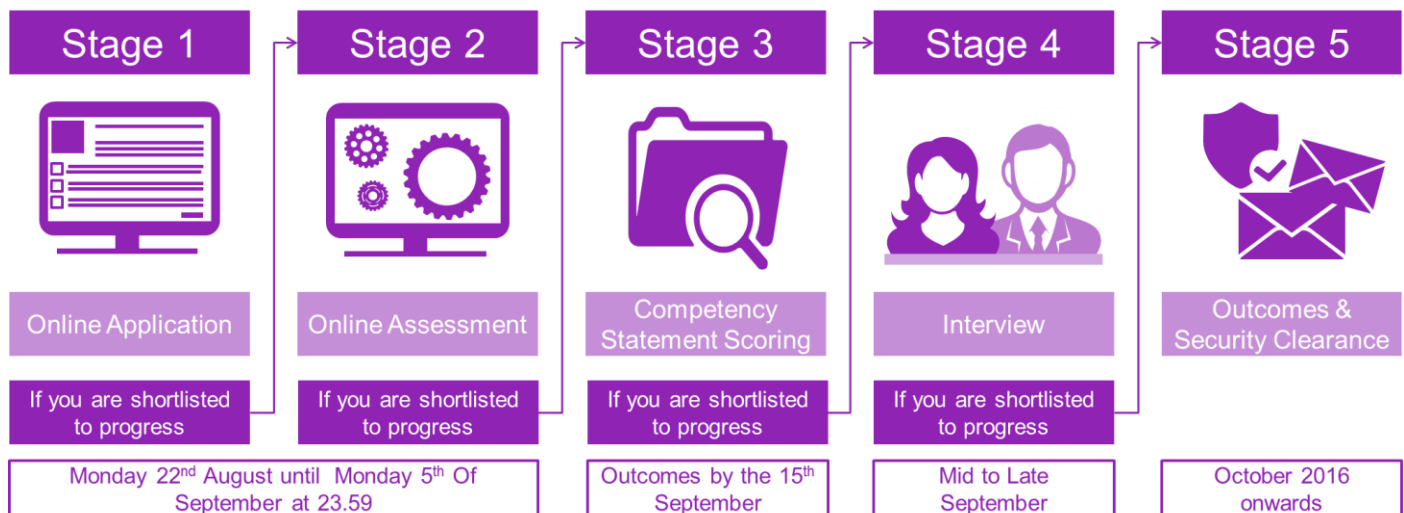 Stage 1
Stage 2
Stage 3
Stage 4
Stage 5
Online Application
Online Assessment
Competency
Statement Scoring
Interview
Outcomes &
Security Clearance
If you are shortlisted
to progress
If you are shortlisted
to progress
If you are shortlisted
to progress
If you are shortlisted
to progress
Monday 22nd August until Monday 5th Of
September at 23.59
Outcomes by the 15th
September
Mid to Late
September
October 2016
onwards